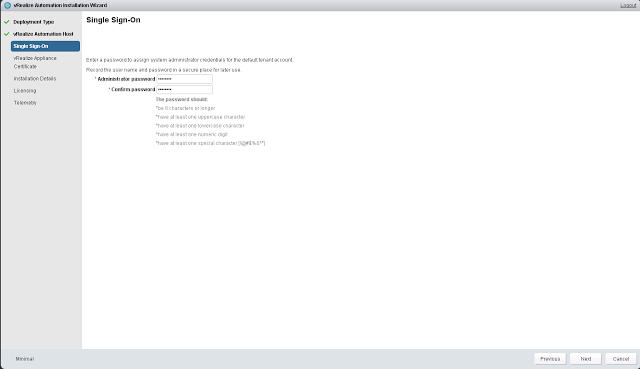 vRealize Automation Installation Wizard
Logout
Deployment Type
vRealize Automation Host
Single Sign-On
vRealize Appliance
Certificate
Installation Details
Licensing
Telemetry
Single Sign-On
Enter a password to assign system administrator credentials for the default tenant account.
Record the user name and password in a secure place for later use.
* Administrator password ••••••••
* Confirm password ••••••••
The password should:
*be 8 characters or longer
*have at least one uppercase character
*have at least one lowercase character
*have at least one numeric digit
*have at least one special character
Minimal
Previous
Next
Cancel